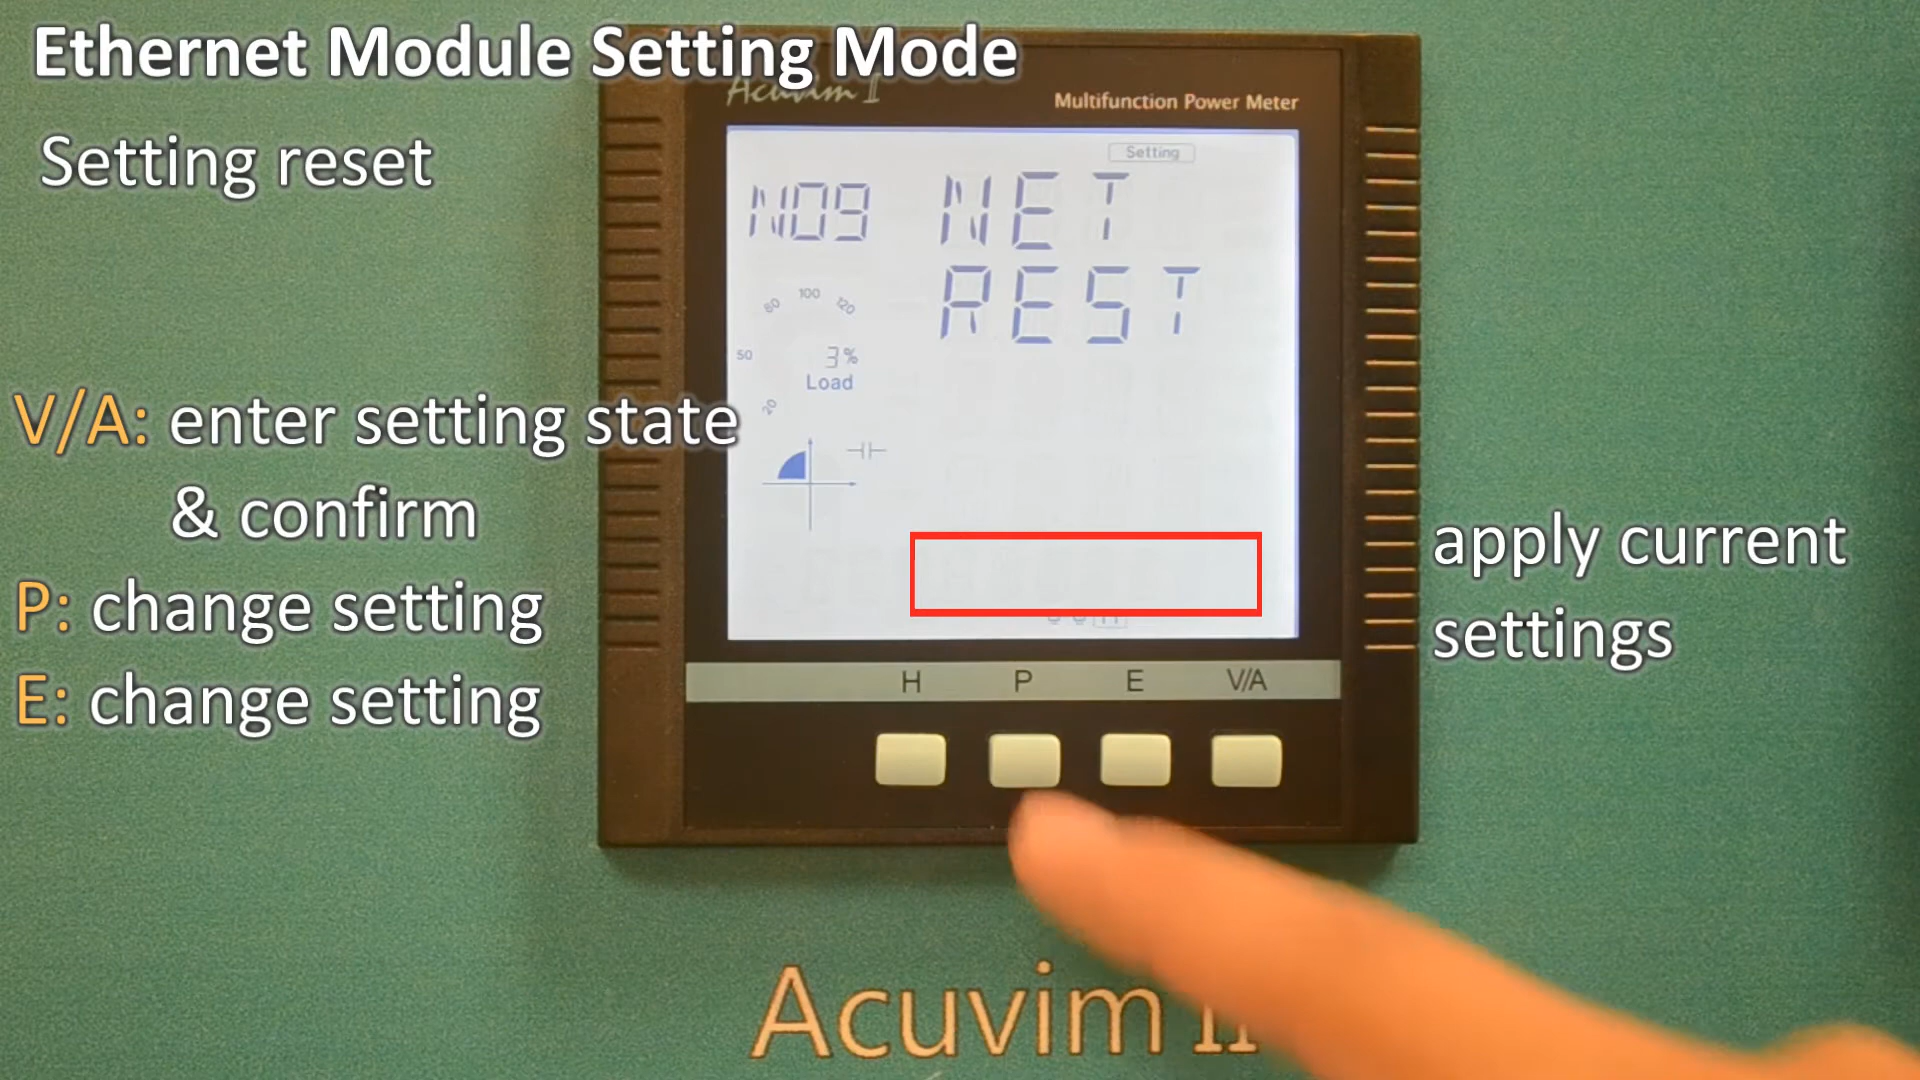 Ethernet Module Setting Mode
Setting reset
Acuvim II
Multifunction Power Meter
Setting
N09 NET
REST
80 100 120
50
3%
Load
20
V/A: enter setting state
& confirm
P: change setting
E: change setting
apply current
settings
H P E V/A
Acuvim II